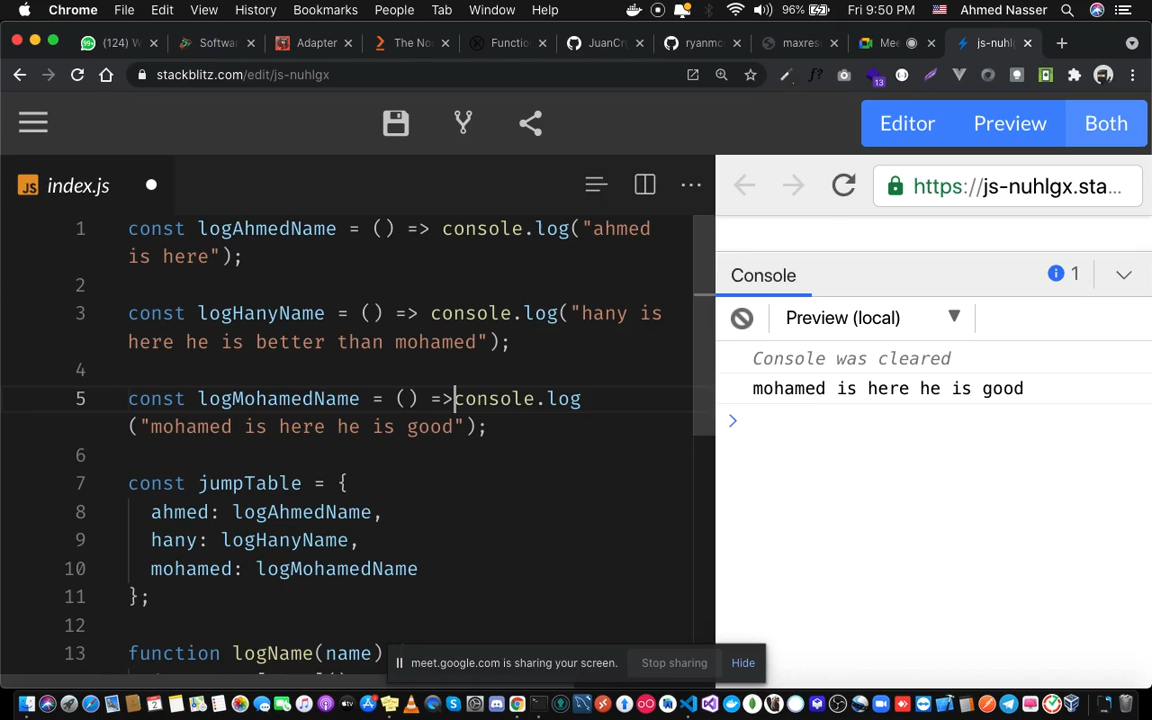 Chrome File Edit View History Bookmarks People Tab Window Help 96% Fri 9:50 PM Ahmed Nasser
(124) W Softwar Adapter The No Functio JuanCr ryanmo maxres Mee js-nuhl
stackblitz.com/edit/js-nuhlgx 13
Editor Preview Both
JS index.js https://js-nuhlgx.sta...
1 const logAhmedName = () => console.log("ahmed
is here");
2
3 const logHanyName = () => console.log("hany is
here he is better than mohamed");
4
5 const logMohamedName = () =>console.log
("mohamed is here he is good");
6
7 const jumpTable = {
8 ahmed: logAhmedName,
9 hany: logHanyName,
10 mohamed: logMohamedName
11 };
12
13 function logName(name)
Console 1
Preview (local)
Console was cleared
mohamed is here he is good
meet.google.com is sharing your screen. Stop sharing Hide